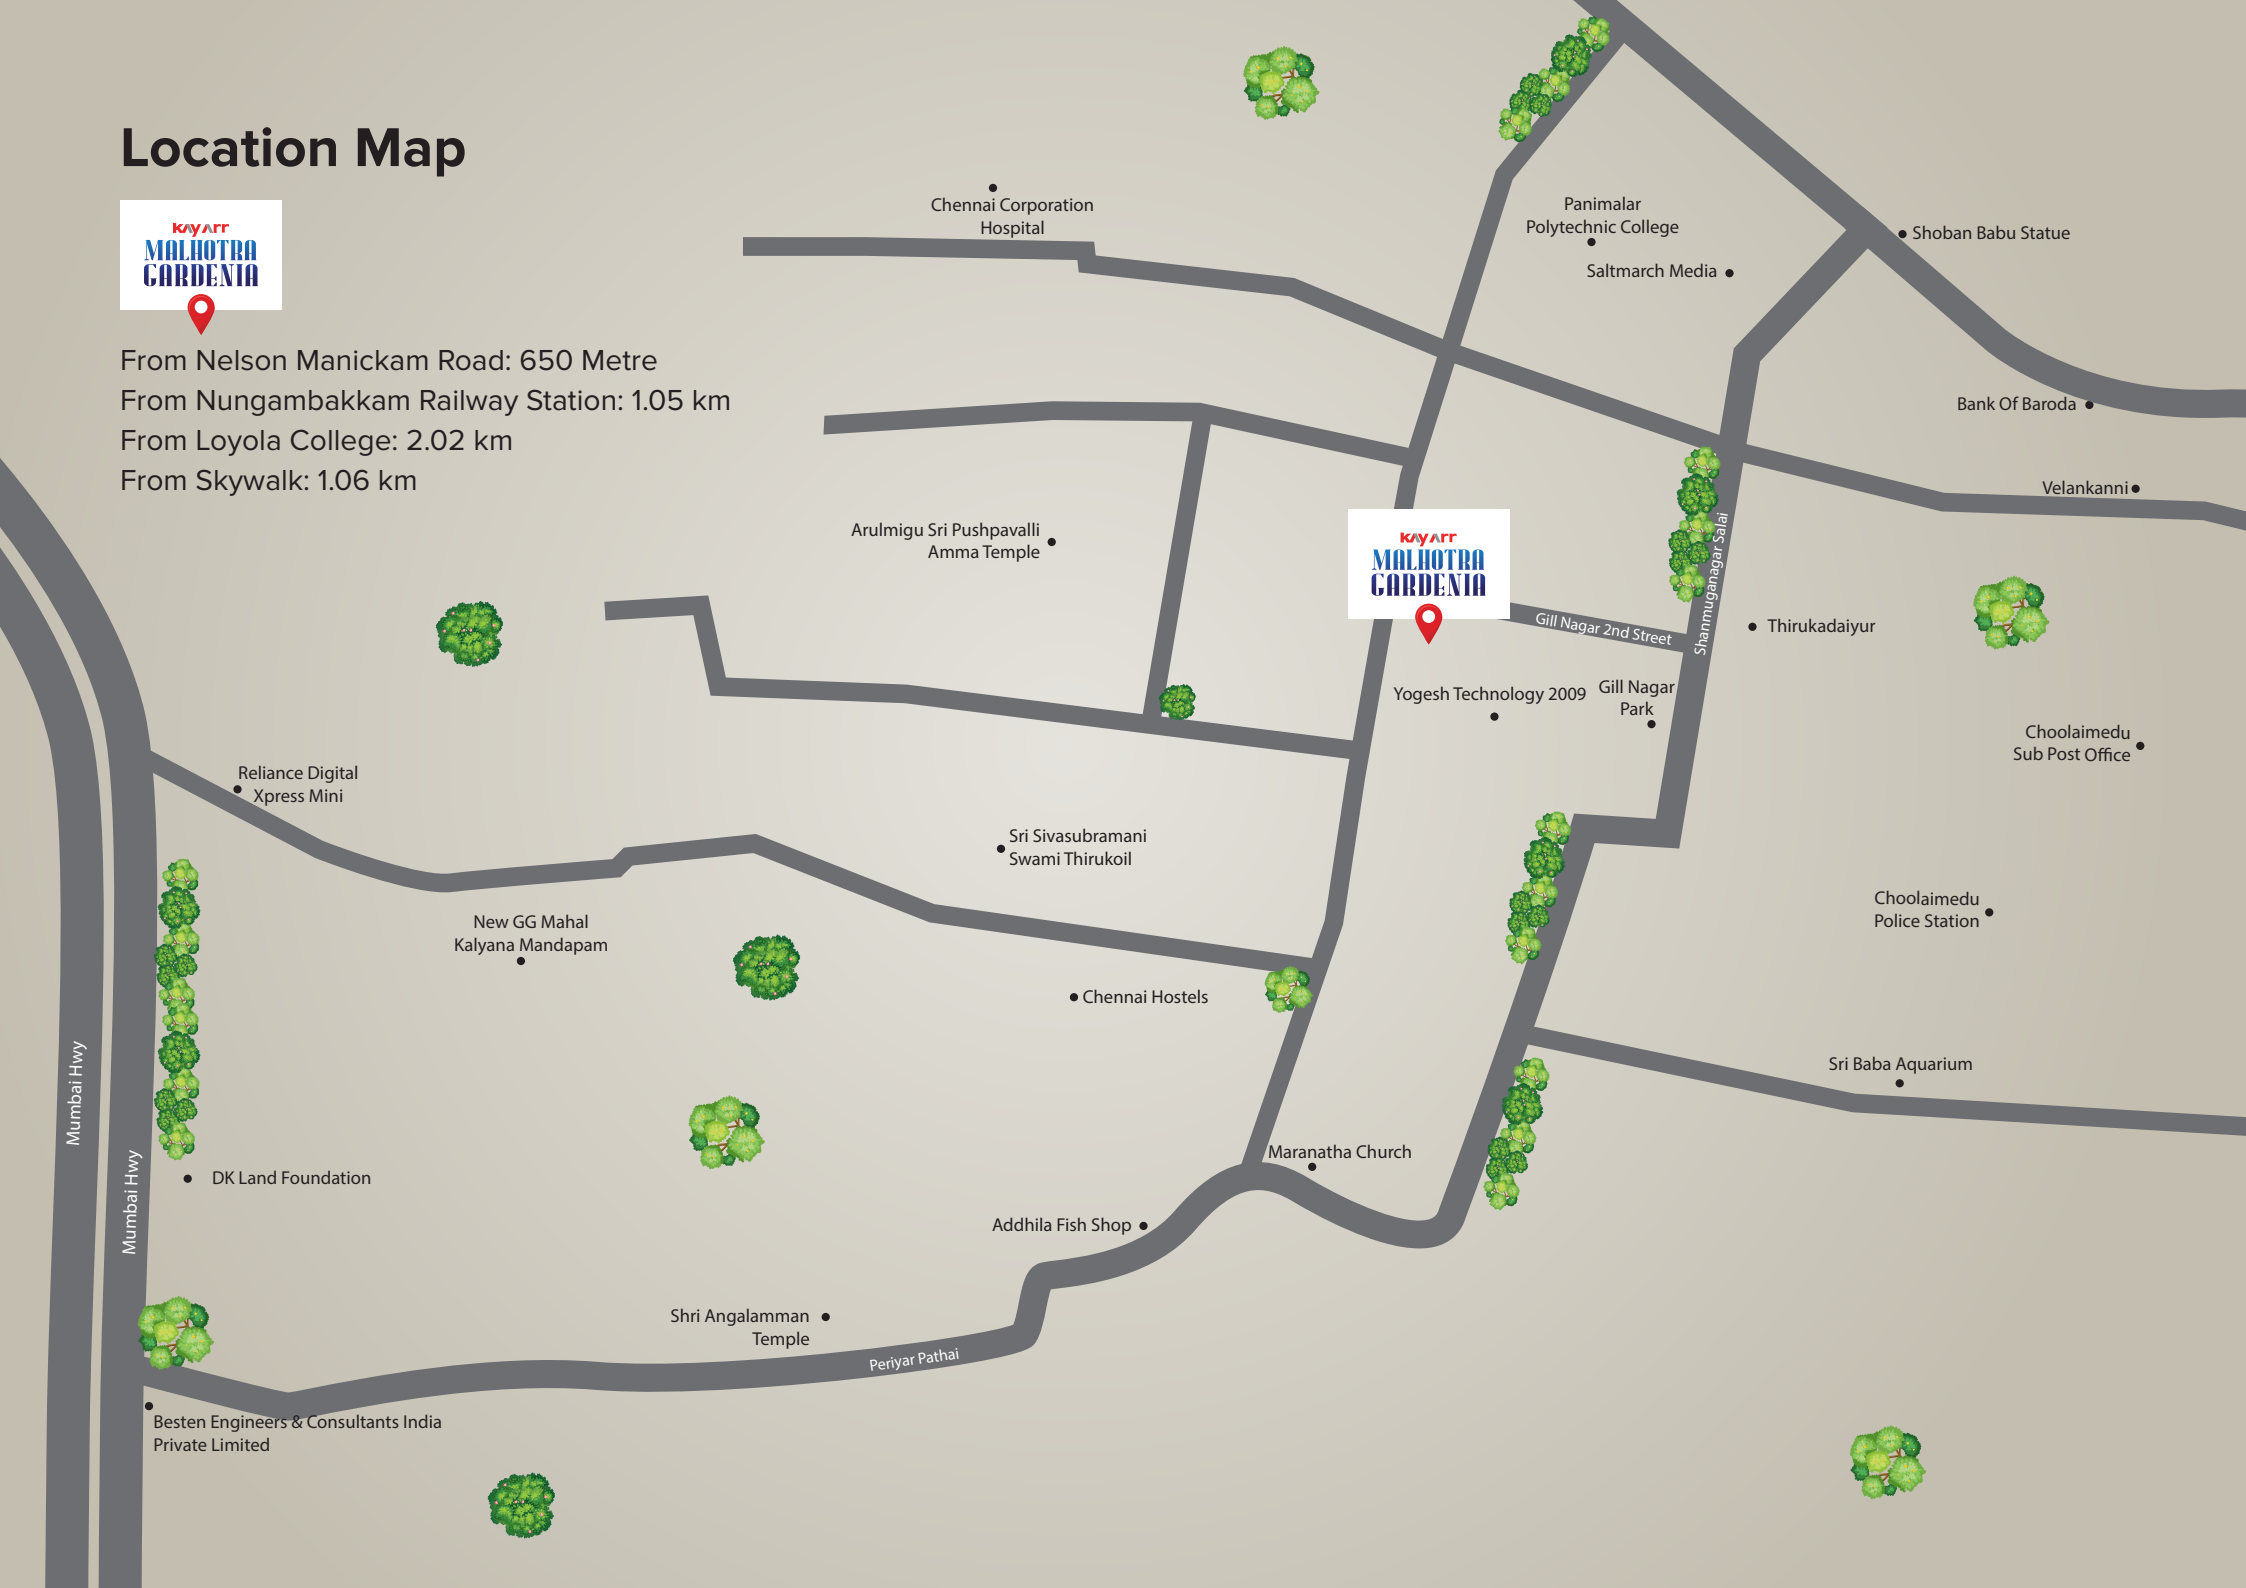 Location Map
KAY ARR
MALHOTRA
GARDENIA
From Nelson Manickam Road: 650 Metre
From Nungambakkam Railway Station: 1.05 km
From Loyola College: 2.02 km
From Skywalk: 1.06 km
Chennai Corporation
Hospital
Panimalar
Polytechnic College
Saltmarch Media
Shoban Babu Statue
Bank Of Baroda
Velankanni
Arulmigu Sri Pushpavalli
Amma Temple
KAY ARR
MALHOTRA
GARDENIA
Gill Nagar 2nd Street
Shanmuganagar Salai
Thirukadaiyur
Yogesh Technology 2009
Gill Nagar
Park
Choolaimedu
Sub Post Office
Reliance Digital
Xpress Mini
Sri Sivasubramani
Swami Thirukoil
New GG Mahal
Kalyana Mandapam
Choolaimedu
Police Station
Chennai Hostels
Mumbai Hwy
Mumbai Hwy
Sri Baba Aquarium
Maranatha Church
DK Land Foundation
Addhila Fish Shop
Shri Angalamman
Temple
Periyar Pathai
Besten Engineers & Consultants India
Private Limited